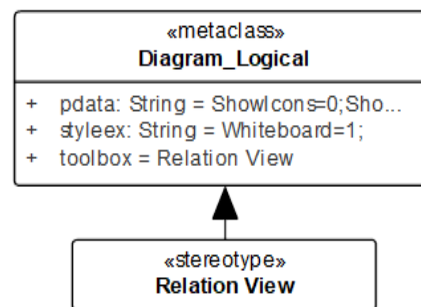 «metaclass»
Diagram_Logical
+ pdata: String = ShowIcons=0;Sho...
+ styleex: String = Whiteboard=1;
+ toolbox = Relation View
«stereotype»
Relation View